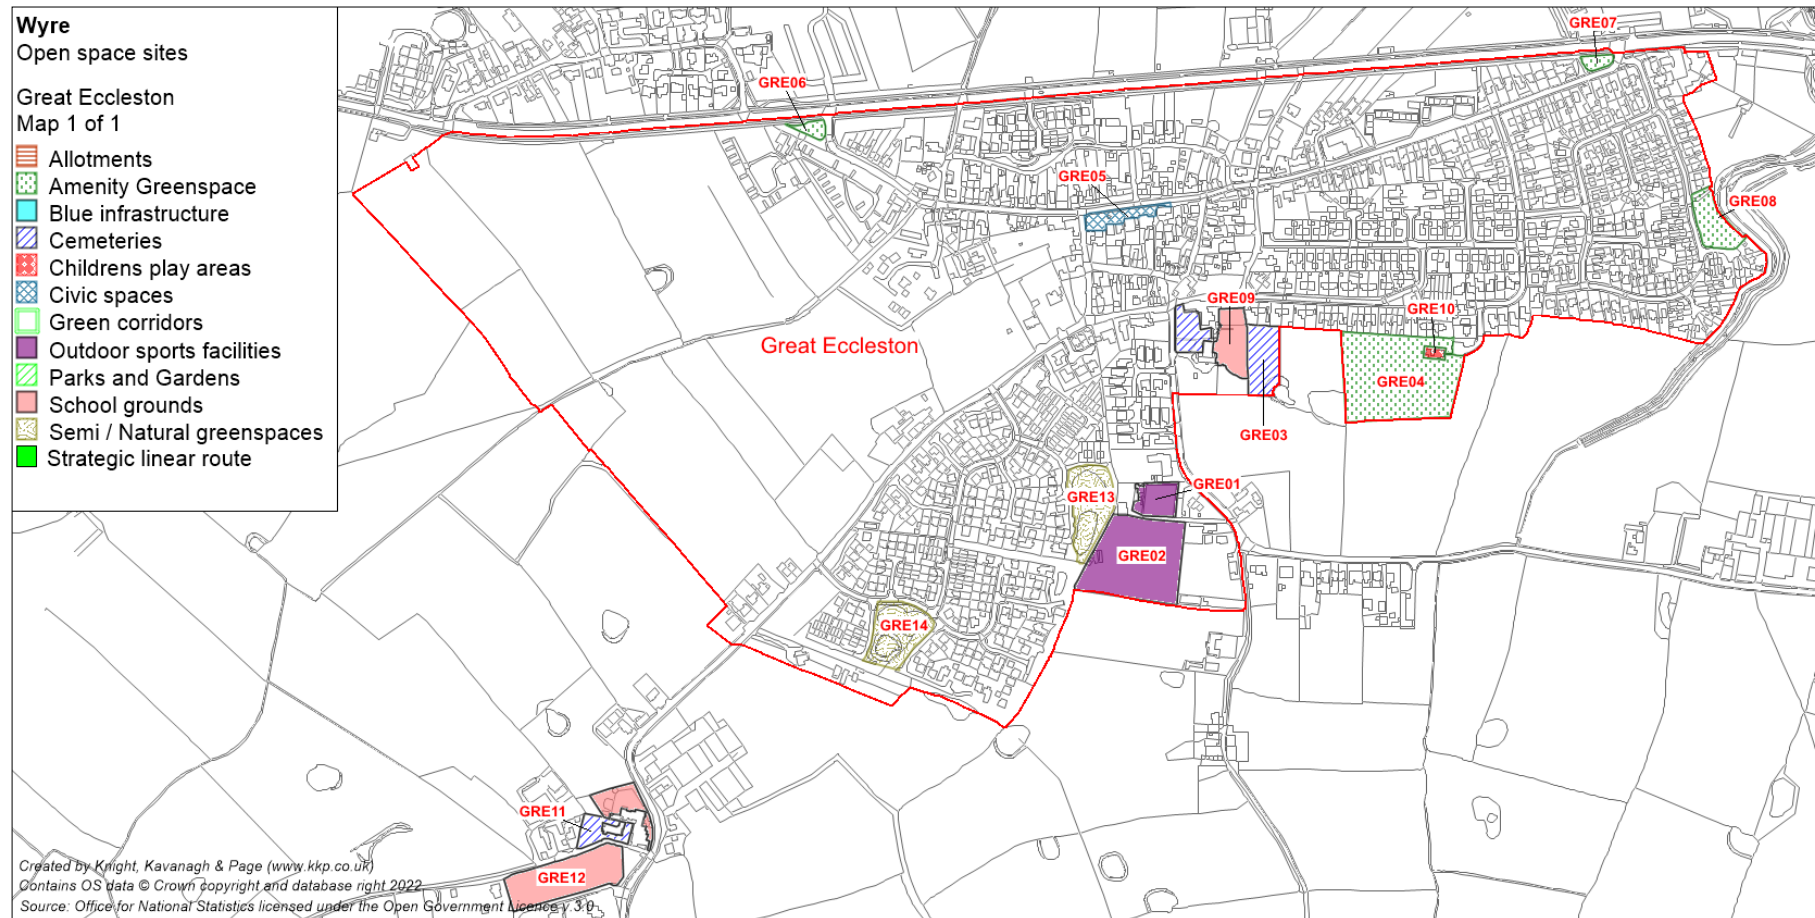 Wyre
Open space sites
Great Eccleston
Map 1 of 1
Allotments
Amenity Greenspace
Blue infrastructure
Cemeteries
Childrens play areas
Civic spaces
Green corridors
Outdoor sports facilities
Parks and Gardens
School grounds
Semi / Natural greenspaces
Strategic linear route
GRE07
GRE06
GRE05
GRE08
GRE09
GRE10
Great Eccleston
GRE04
GRE03
GRE01
GRE13
GRE02
GRE14
GRE11
GRE12
Created by Knight, Kavanagh & Page (www.kkp.co.uk)
Contains OS data © Crown copyright and database right 2022
Source: Office for National Statistics licensed under the Open Government Licence v.3.0